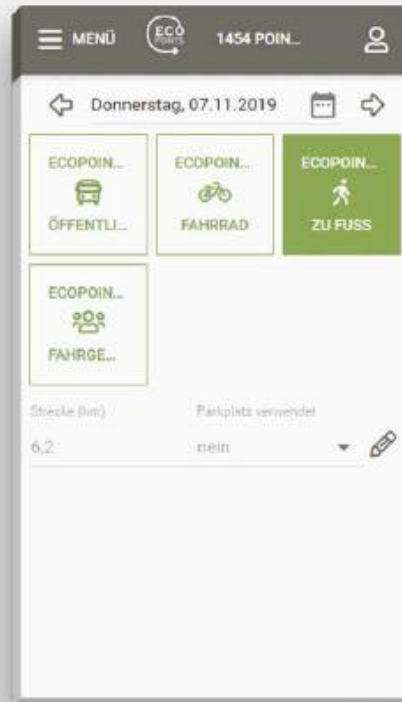 MENÜ
ECO
POINTS
1454 POIN...
Donnerstag, 07.11.2019
ECOPOIN...
ÖFFENTLI...
ECOPOIN...
FAHRRAD
ECOPOIN...
ZU FUSS
ECOPOIN...
FAHRGE...
Strecke (km)
Parkplatz verwendet
6,2
nein